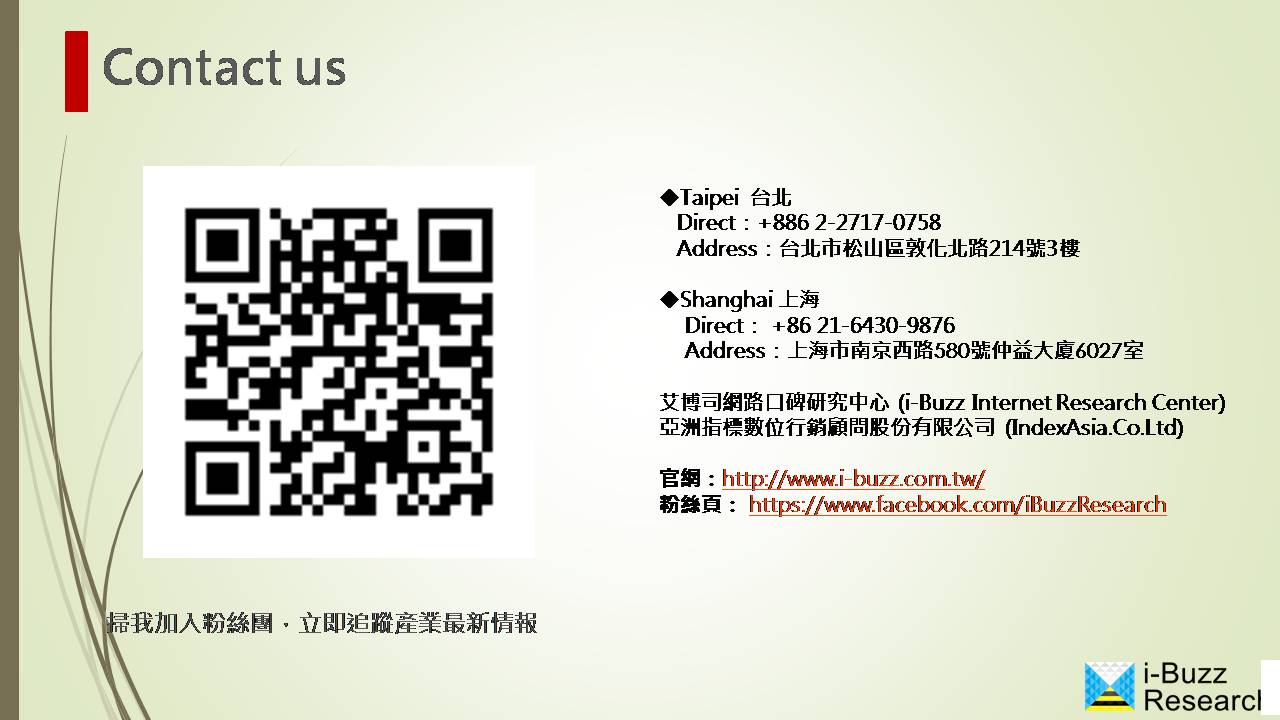 Contact us
◆Taipei 台北
Direct：+886 2-2717-0758
Address：台北市松山區敦化北路214號3樓
◆Shanghai 上海
Direct： +86 21-6430-9876
Address：上海市南京西路580號仲益大廈6027室
艾博司網路口碑研究中心 (i-Buzz Internet Research Center)
亞洲指標數位行銷顧問股份有限公司 (IndexAsia.Co.Ltd)
官網：http://www.i-buzz.com.tw/
粉絲頁： https://www.facebook.com/iBuzzResearch
掃我加入粉絲團，立即追蹤產業最新情報
i-Buzz
Research